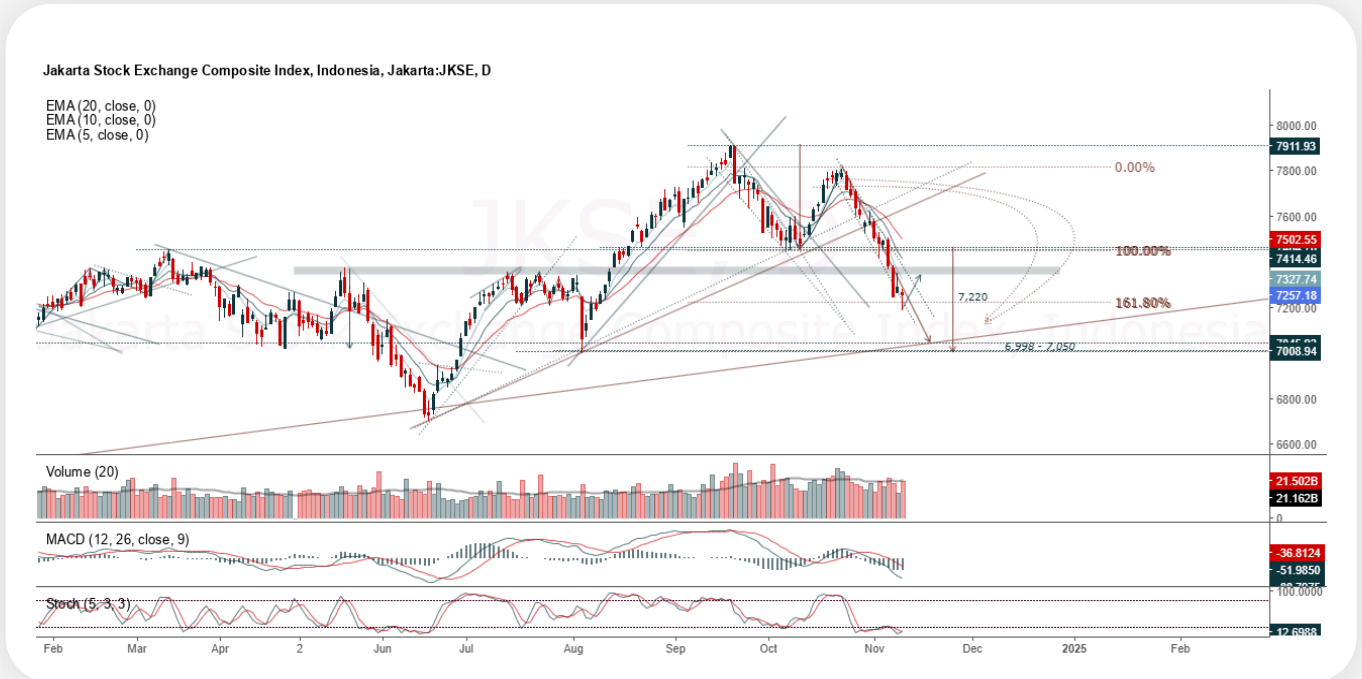 Jakarta Stock Exchange Composite Index, Indonesia, Jakarta:JKSE, D
EMA (20, close, 0)
EMA (10, close, 0)
EMA (5, close, 0)
8000.00
7911.93
0.00%
7800.00
7600.00
7502.55
100.00%
7414.46
7327.74
7257.18
7,220
161.80%
7200.00
6,998 - 7,050
7008.94
6800.00
6600.00
Volume (20)
21.502B
21.162B
0
MACD (12, 26, close, 9)
-36.8124
-51.9850
Stoch (5, 3, 3)
100.0000
12.6988
Feb Mar Apr 2 Jun Jul Aug Sep Oct Nov Dec 2025 Feb